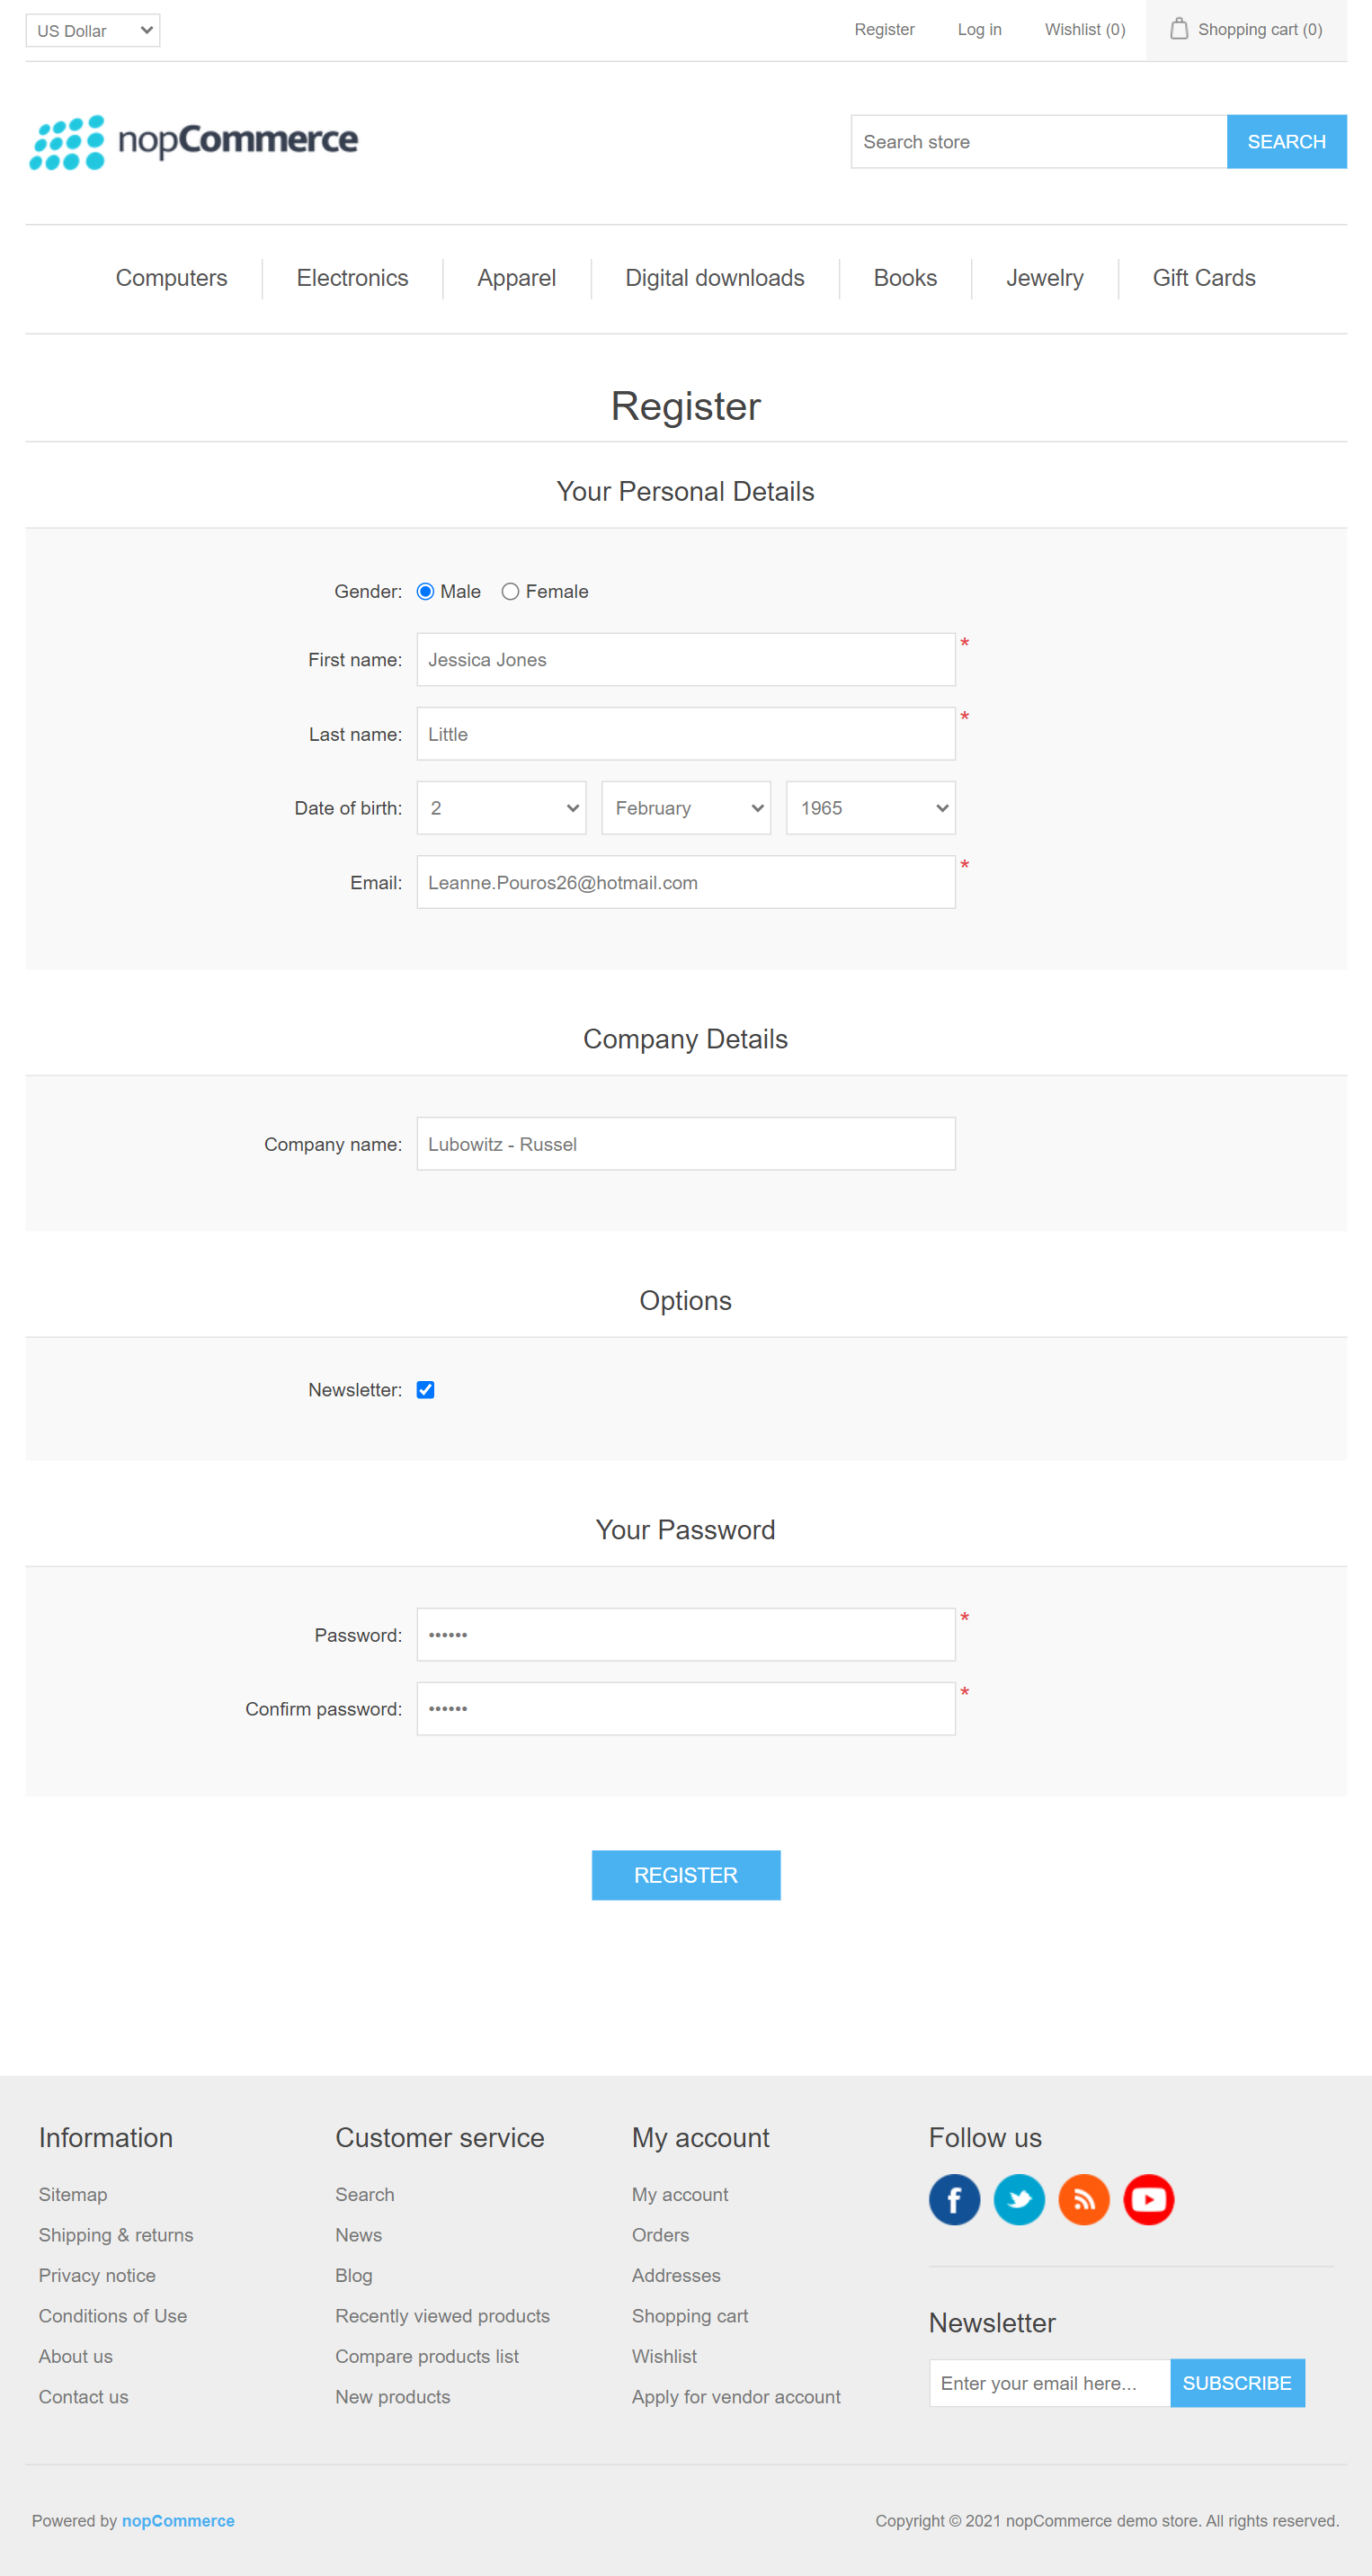 US Dollar Register Log in Wishlist (0) Shopping cart (0)
nopCommerce Search store SEARCH
Computers Electronics Apparel Digital downloads Books Jewelry Gift Cards
Register
Your Personal Details
Gender: Male Female
First name: Jessica Jones *
Last name: Little *
Date of birth: 2 February 1965
Email: Leanne.Pouros26@hotmail.com *
Company Details
Company name: Lubowitz - Russel
Options
Newsletter:
Your Password
Password: •••••• *
Confirm password: •••••• *
REGISTER
Information
Sitemap
Shipping & returns
Privacy notice
Conditions of Use
About us
Contact us
Customer service
Search
News
Blog
Recently viewed products
Compare products list
New products
My account
My account
Orders
Addresses
Shopping cart
Wishlist
Apply for vendor account
Follow us
Newsletter
Enter your email here... SUBSCRIBE
Powered by nopCommerce Copyright © 2021 nopCommerce demo store. All rights reserved.